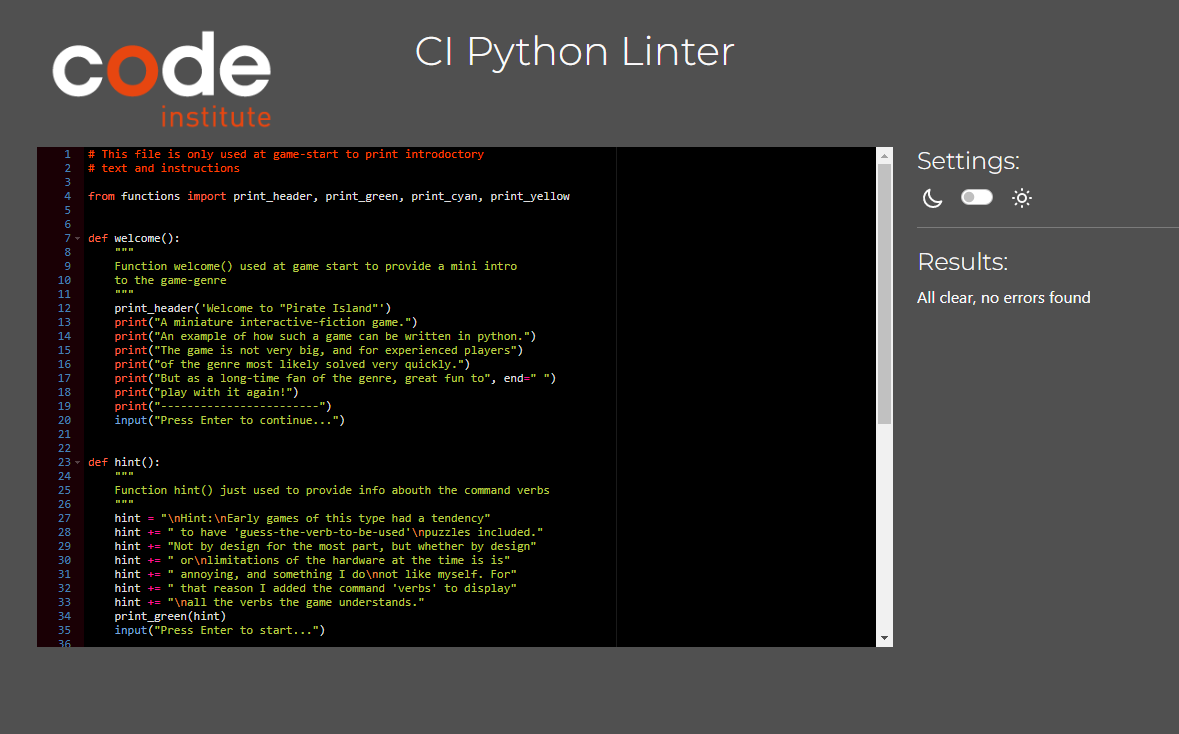 code
institute
CI Python Linter
1 # This file is only used at game-start to print introdoctory
2 # text and instructions
3
4 from functions import print_header, print_green, print_cyan, print_yellow
5
6
7 def welcome():
8 """
9 Function welcome() used at game start to provide a mini intro
10 to the game-genre
11 """
12 print_header('Welcome to "Pirate Island"')
13 print("A miniature interactive-fiction game.")
14 print("An example of how such a game can be written in python.")
15 print("The game is not very big, and for experienced players")
16 print("of the genre most likely solved very quickly.")
17 print("But as a long-time fan of the genre, great fun to", end=" ")
18 print("play with it again!")
19 print("------------------------")
20 input("Press Enter to continue...")
21
22
23 def hint():
24 """
25 Function hint() just used to provide info abouth the command verbs
26 """
27 hint = "\nHint:\nEarly games of this type had a tendency"
28 hint += " to have 'guess-the-verb-to-be-used'\npuzzles included."
29 hint += "Not by design for the most part, but whether by design"
30 hint += " or\nlimitations of the hardware at the time is is"
31 hint += " annoying, and something I do\nnot like myself. For"
32 hint += " that reason I added the command 'verbs' to display"
33 hint += "\nall the verbs the game understands."
34 print_green(hint)
35 input("Press Enter to start...")
36
Settings:
Results:
All clear, no errors found